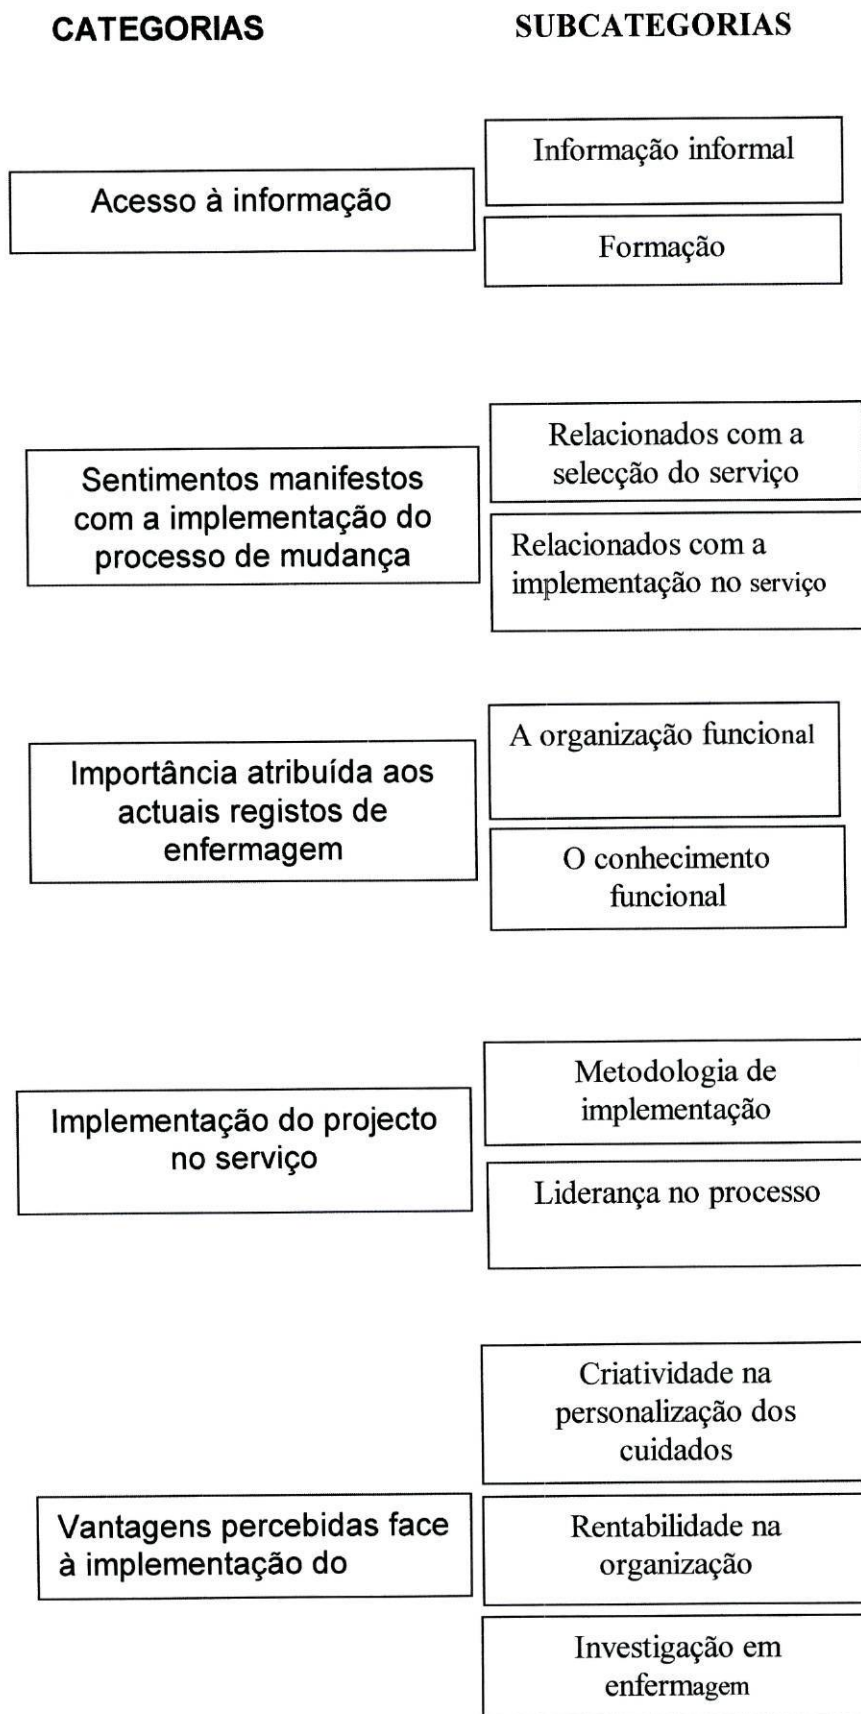 CATEGORIAS
SUBCATEGORIAS
Acesso à informação
Informação informal
Formação
Sentimentos manifestos
com a implementação do
processo de mudança
Relacionados com a
selecção do serviço
Relacionados com a
implementação no serviço
Importância atribuída aos
actuais registos de
enfermagem
A organização funcional
O conhecimento
funcional
Implementação do projecto
no serviço
Metodologia de
implementação
Liderança no processo
Vantagens percebidas face
à implementação do
Criatividade na
personalização dos
cuidados
Rentabilidade na
organização
Investigação em
enfermagem